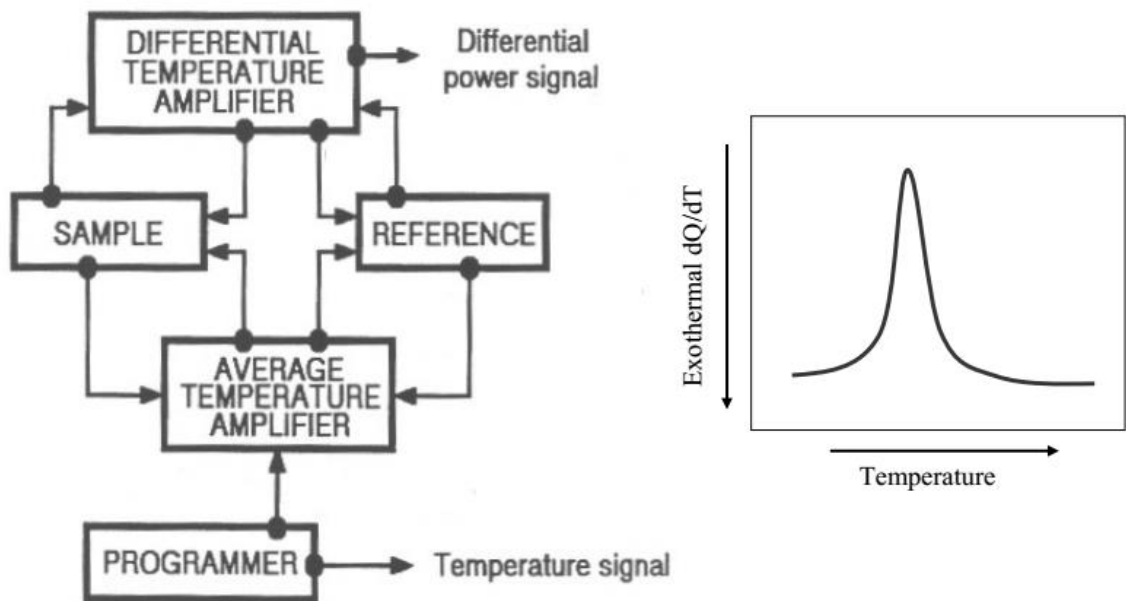 DIFFERENTIAL
TEMPERATURE
AMPLIFIER
Differential
power signal
SAMPLE
REFERENCE
AVERAGE
TEMPERATURE
AMPLIFIER
PROGRAMMER
Temperature signal
Exothermal dQ/dT
Temperature